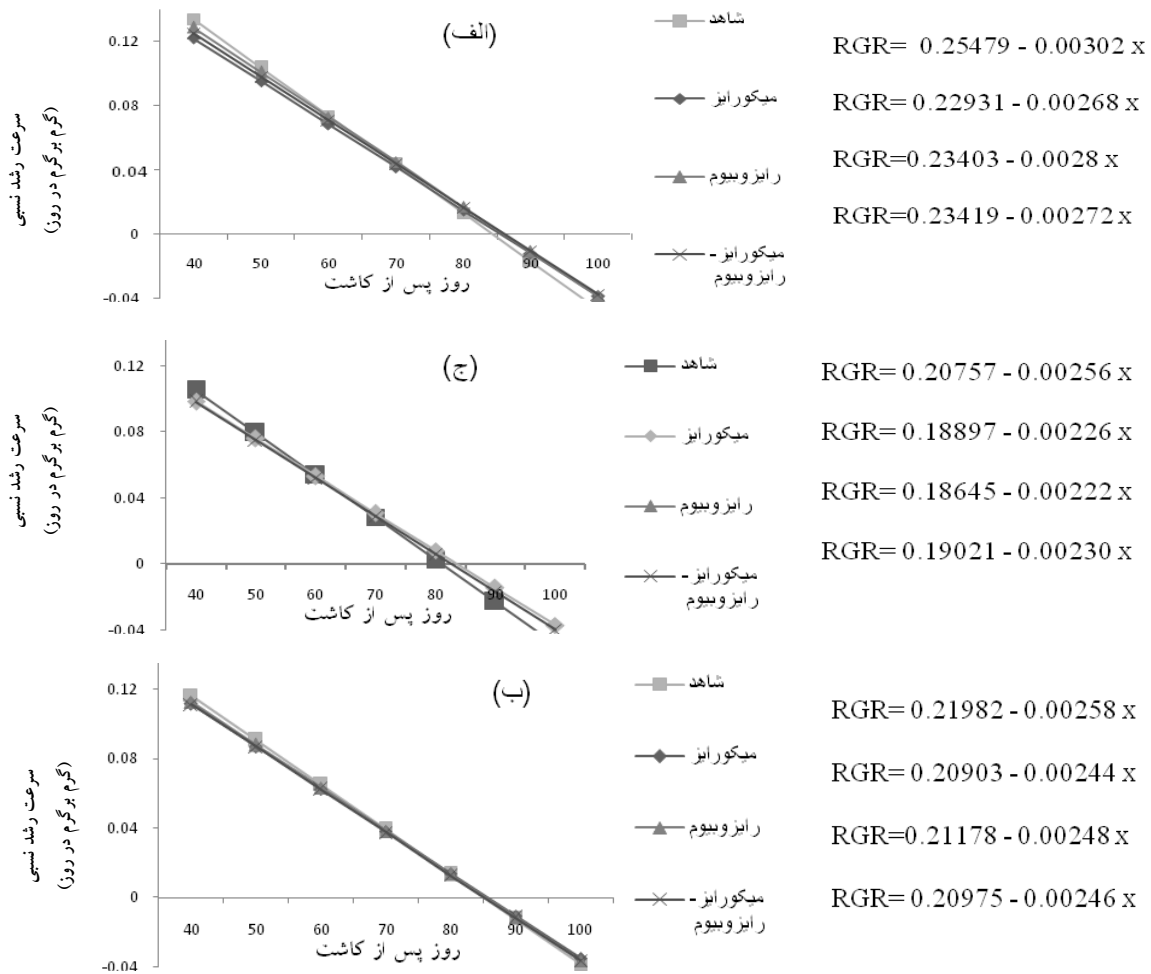 (الف)
سرعت رشد نسبی
(گرم برگرم در روز)
0.12
0.08
0.04
0
-0.04
40 50 60 70 80 90 100
روز پس از کاشت
شاهد
میکورایز
رایزوبیوم
میکورایز-
رایزوبیوم
RGR= 0.25479 - 0.00302 x
RGR= 0.22931 - 0.00268 x
RGR=0.23403 - 0.0028 x
RGR=0.23419 - 0.00272 x
(ج)
سرعت رشد نسبی
(گرم برگرم در روز)
0.12
0.08
0.04
0
-0.04
40 50 60 70 80 90 100
روز پس از کاشت
شاهد
میکورایز
رایزوبیوم
میکورایز-
رایزوبیوم
RGR= 0.20757 - 0.00256 x
RGR= 0.18897 - 0.00226 x
RGR= 0.18645 - 0.00222 x
RGR= 0.19021 - 0.00230 x
(ب)
سرعت رشد نسبی
(گرم برگرم در روز)
0.12
0.08
0.04
0
-0.04
40 50 60 70 80 90 100
روز پس از کاشت
شاهد
میکورایز
رایزوبیوم
میکورایز-
رایزوبیوم
RGR= 0.21982 - 0.00258 x
RGR= 0.20903 - 0.00244 x
RGR=0.21178 - 0.00248 x
RGR= 0.20975 - 0.00246 x